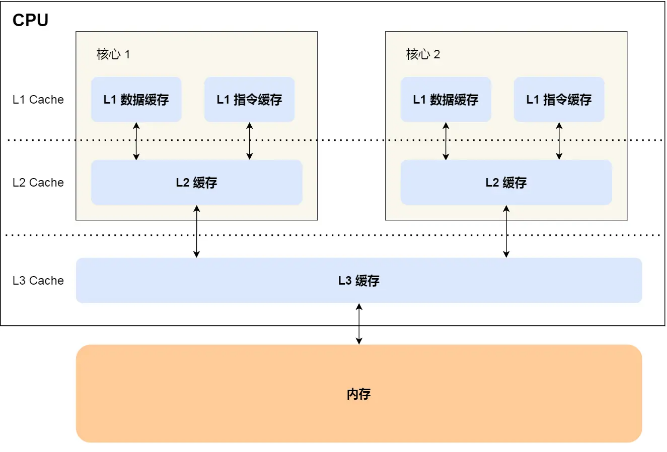 CPU
核心 1
核心 2
L1 Cache
L1 数据缓存
L1 指令缓存
L1 数据缓存
L1 指令缓存
L2 Cache
L2 缓存
L2 缓存
L3 Cache
L3 缓存
内存